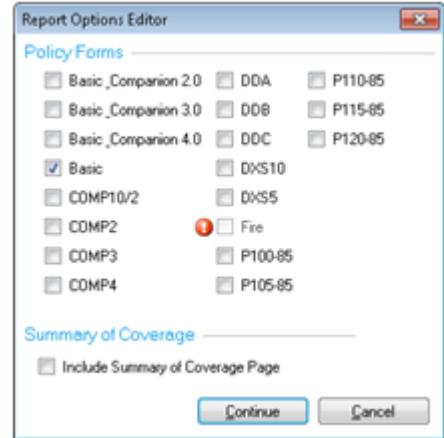 Report Options Editor
Policy Forms
Basic_Companion 2.0 DDA P110-85
Basic_Companion 3.0 DDB P115-85
Basic_Companion 4.0 DDC P120-85
Basic DXS10
COMP10/2 DXS5
COMP2 Fire
COMP3 P100-85
COMP4 P105-85
Summary of Coverage
Include Summary of Coverage Page
Continue Cancel